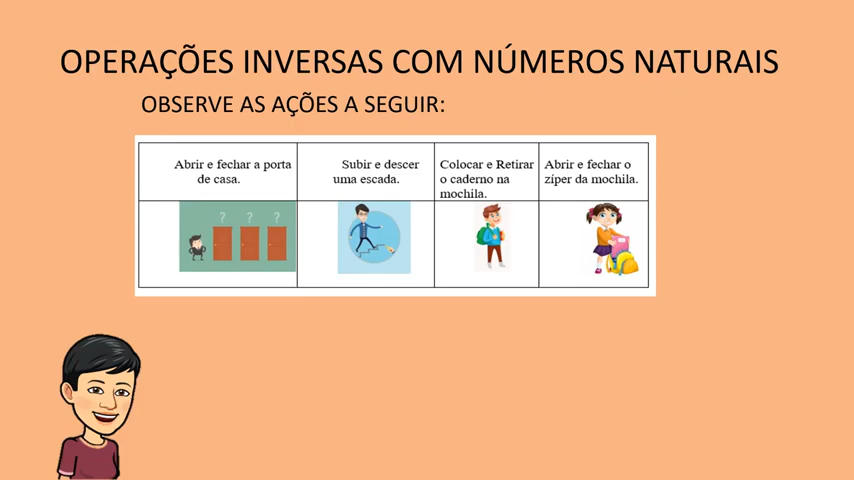 OPERAÇÕES INVERSAS COM NÚMEROS NATURAIS
OBSERVE AS AÇÕES A SEGUIR:
Abrir e fechar a porta
de casa.
Subir e descer
uma escada.
Colocar e Retirar
o caderno na
mochila.
Abrir e fechar o
zíper da mochila.
? ? ?